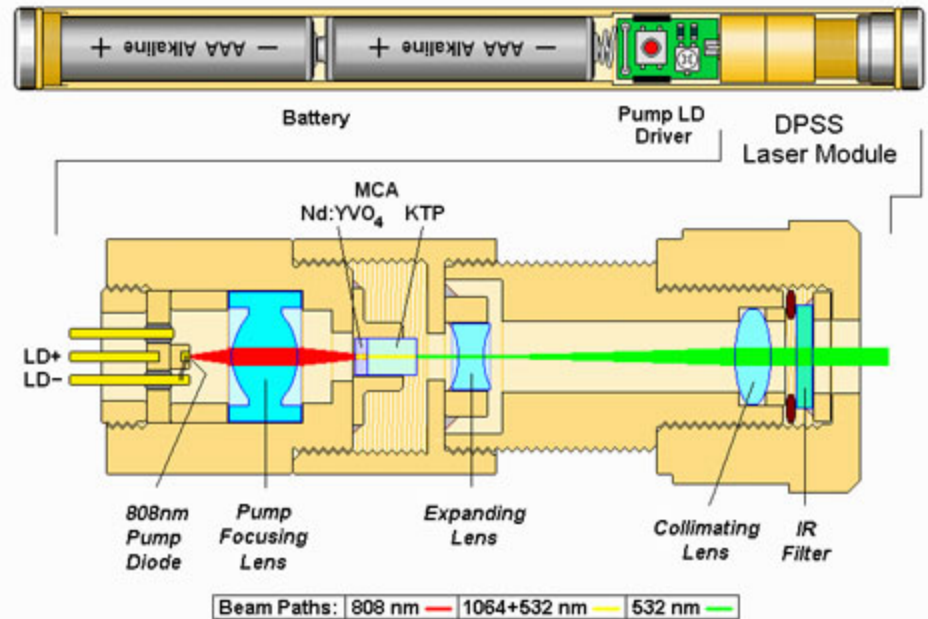 + AAA Alkaline −
+ AAA Alkaline −
Battery
Pump LD
Driver
DPSS
Laser Module
MCA
Nd:YVO4 KTP
LD+
LD−
808nm
Pump
Diode
Pump
Focusing
Lens
Expanding
Lens
Collimating
Lens
IR
Filter
Beam Paths: 808 nm 1064+532 nm 532 nm